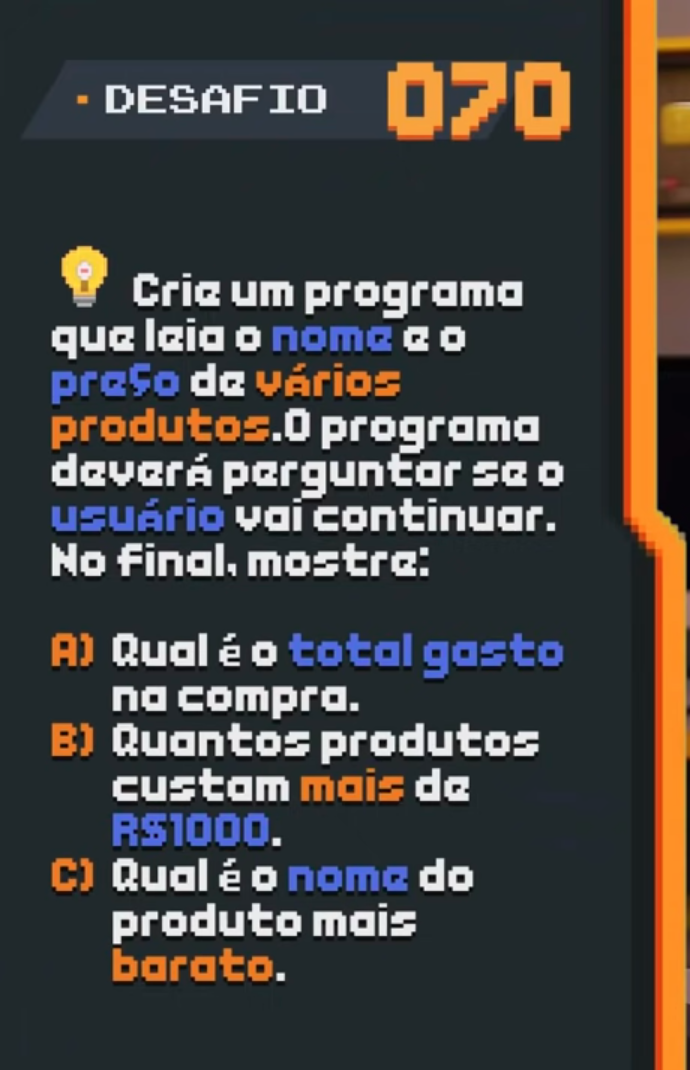 DESAFIO 070
Crie um programa
que leia o nome e o
preço de vários
produtos.O programa
deverá perguntar se o
usuário vai continuar.
No final, mostre:
A) Qual é o total gasto
na compra.
B) Quantos produtos
custam mais de
R$1000.
C) Qual é o nome do
produto mais
barato.